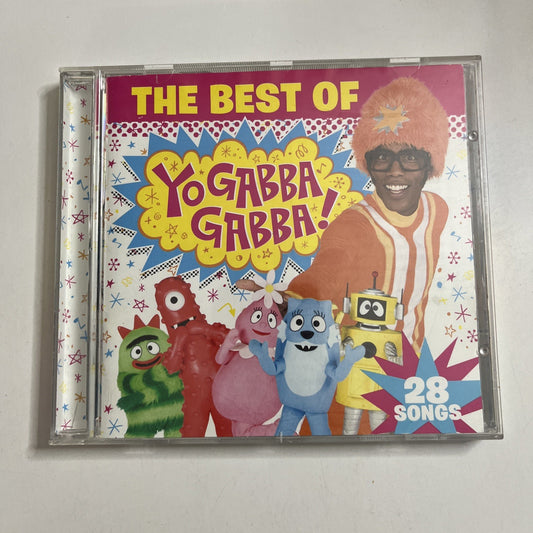 THE BEST OF
YO GABBA
GABBA!
28
SONGS